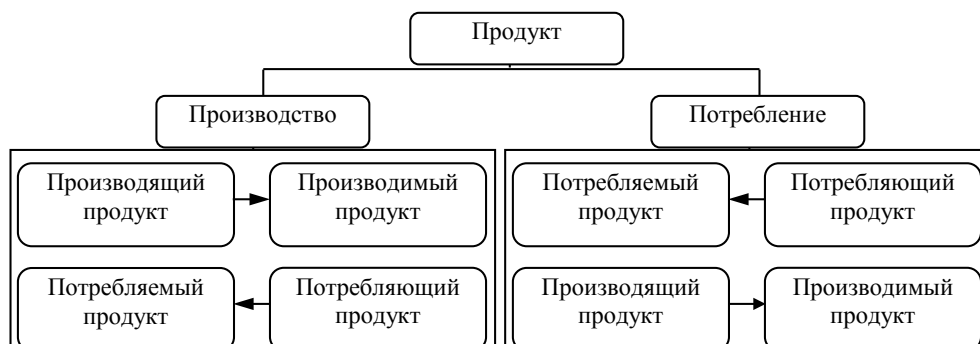 Продукт
Производство
Потребление
Производящий
продукт
Производимый
продукт
Потребляемый
продукт
Потребляющий
продукт
Потребляемый
продукт
Потребляющий
продукт
Производящий
продукт
Производимый
продукт